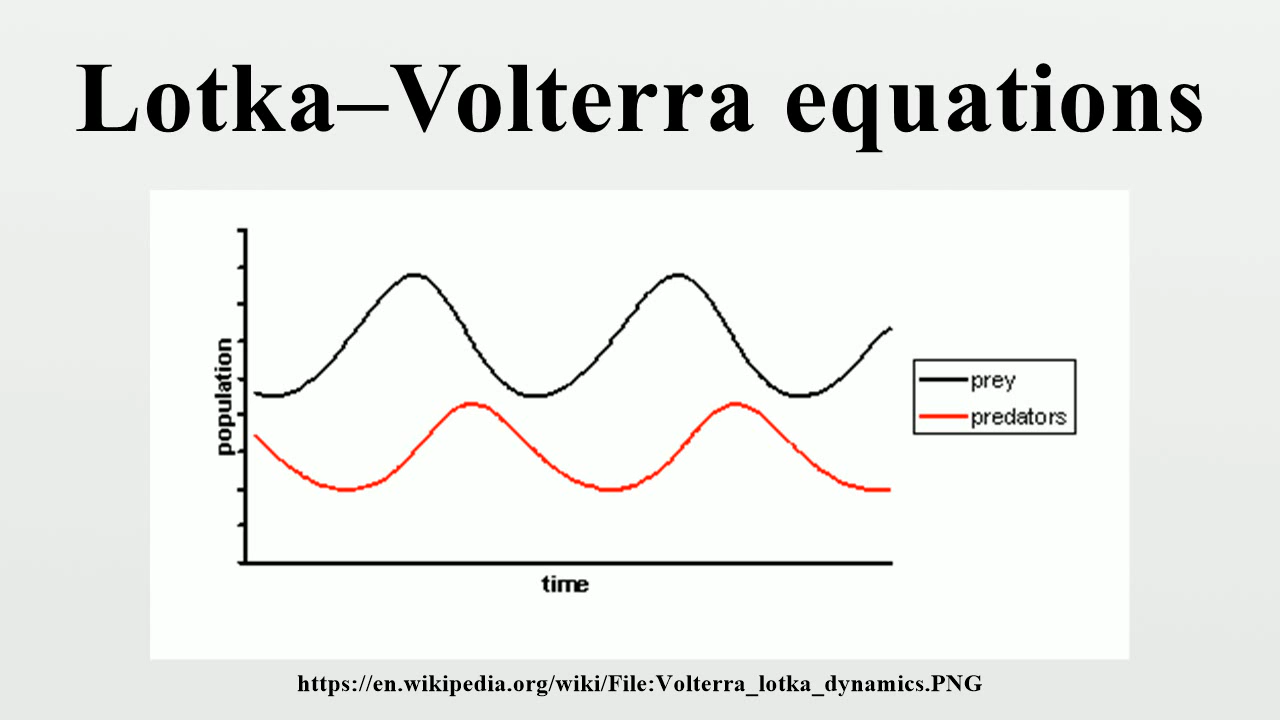 Lotka–Volterra equations
population
prey
predators
time
https://en.wikipedia.org/wiki/File:Volterra_lotka_dynamics.PNG